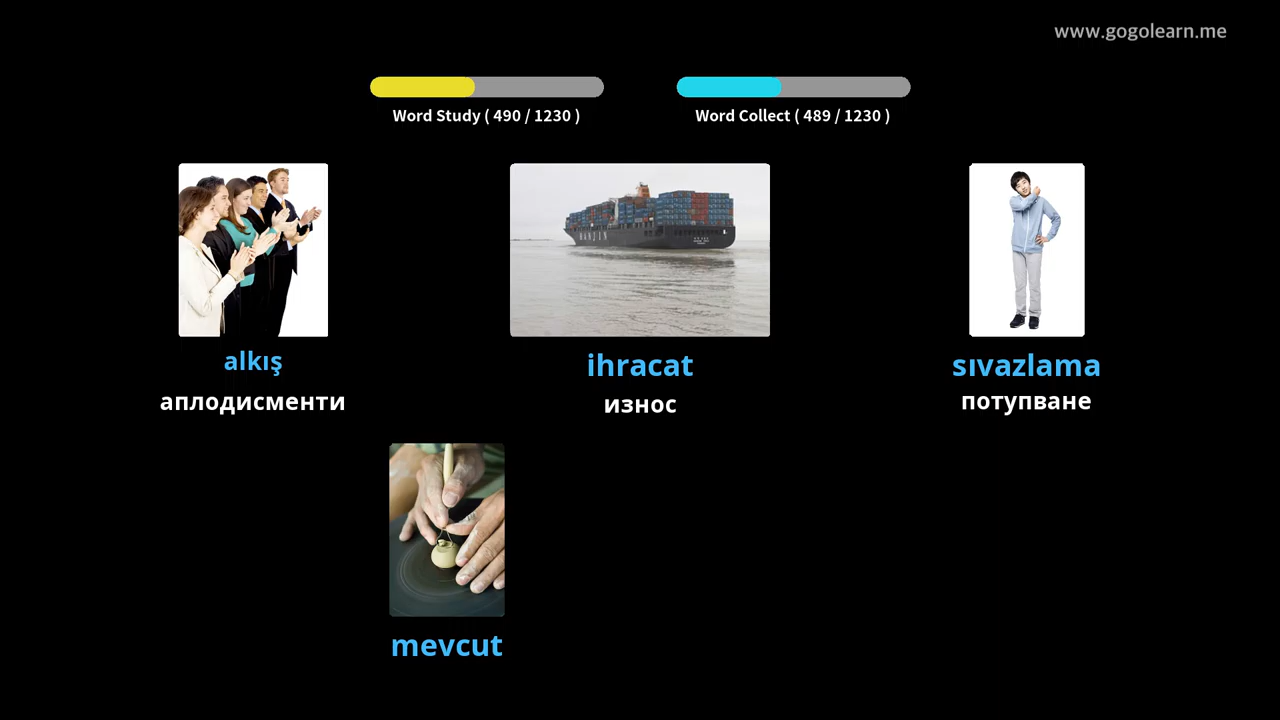 www.gogolearn.me
Word Study ( 490 / 1230 )
Word Collect ( 489 / 1230 )
alkış
ihracat
sıvazlama
аплодисменти
износ
потупване
mevcut